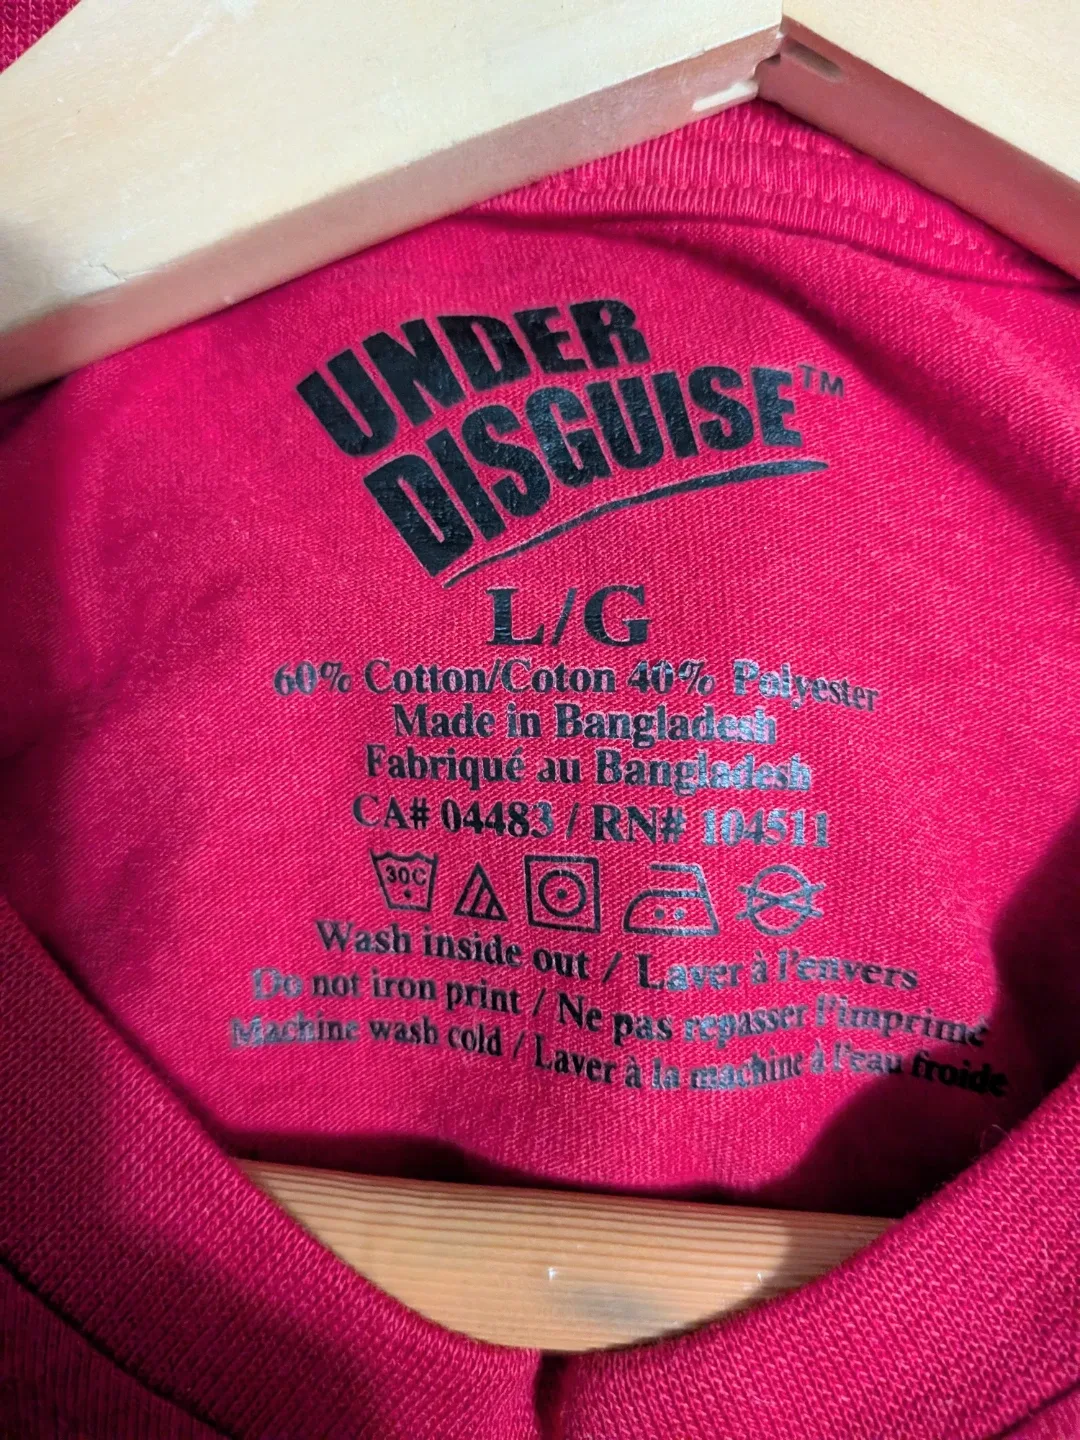 UNDER
DISGUISE™
L/G
60% Cotton/Coton 40% Polyester
Made in Bangladesh
Fabriqué au Bangladesh
CA# 04483 / RN# 104511
30C
Wash inside out / Laver à l'envers
Do not iron print / Ne pas repasser l'imprimé
Machine wash cold / Laver à la machine à l'eau froide